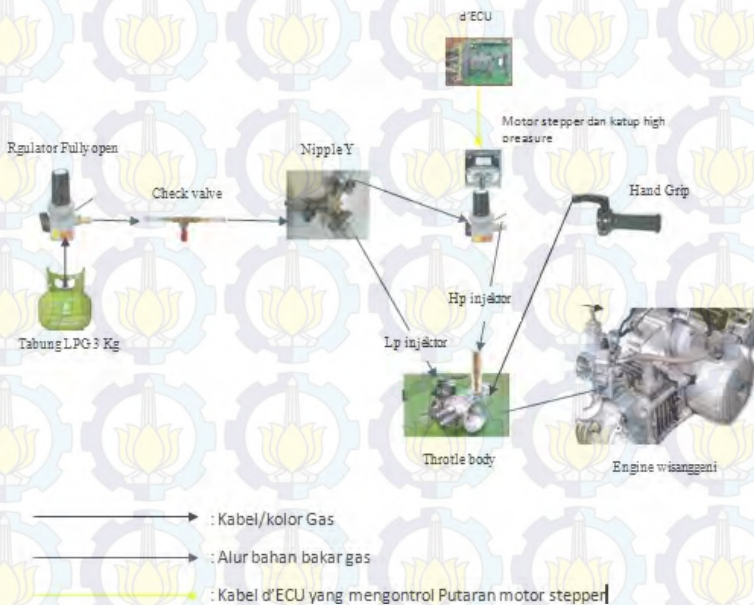 d'ECU
Motor stepper dan katup high
preasure
Rgulator Fully open
Nipple Y
Check valve
Hand Grip
Hp injektor
Lp injektor
Tabung LPG 3 Kg
Throtle body
Engine wisanggeni
: Kabel/kolor Gas
: Alur bahan bakar gas
: Kabel d'ECU yang mengontrol Putaran motor stepper